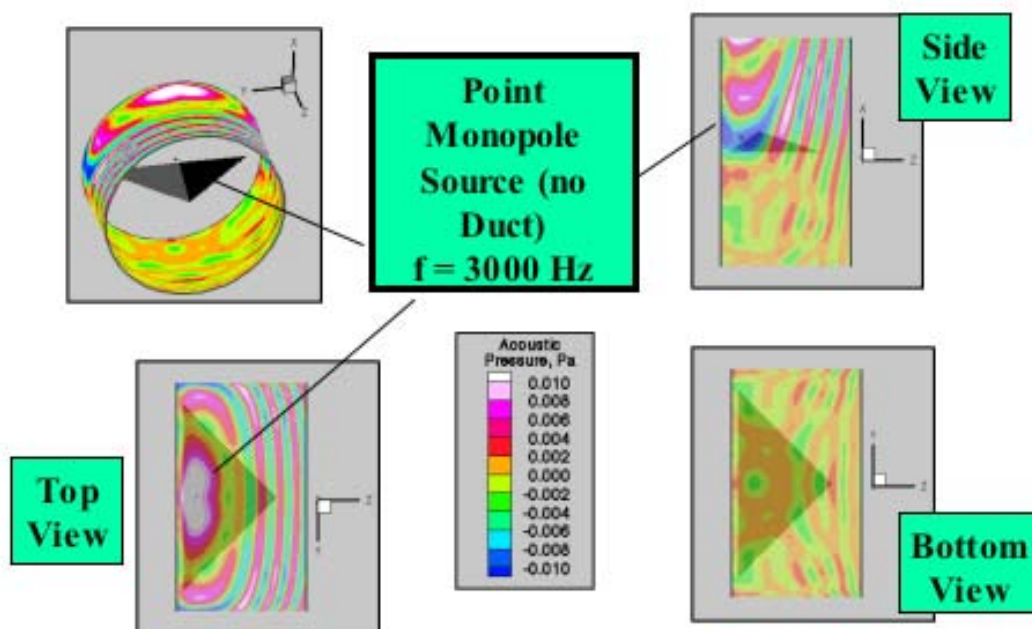 Point
Monopole
Source (no
Duct)
f = 3000 Hz
Side
View
X
Y
Z
X
Z
Acoustic
Pressure, Pa
0.010
0.008
0.006
0.004
0.002
0.000
-0.002
-0.004
-0.006
-0.008
-0.010
Top
View
Z
Y
Y
Z
Bottom
View